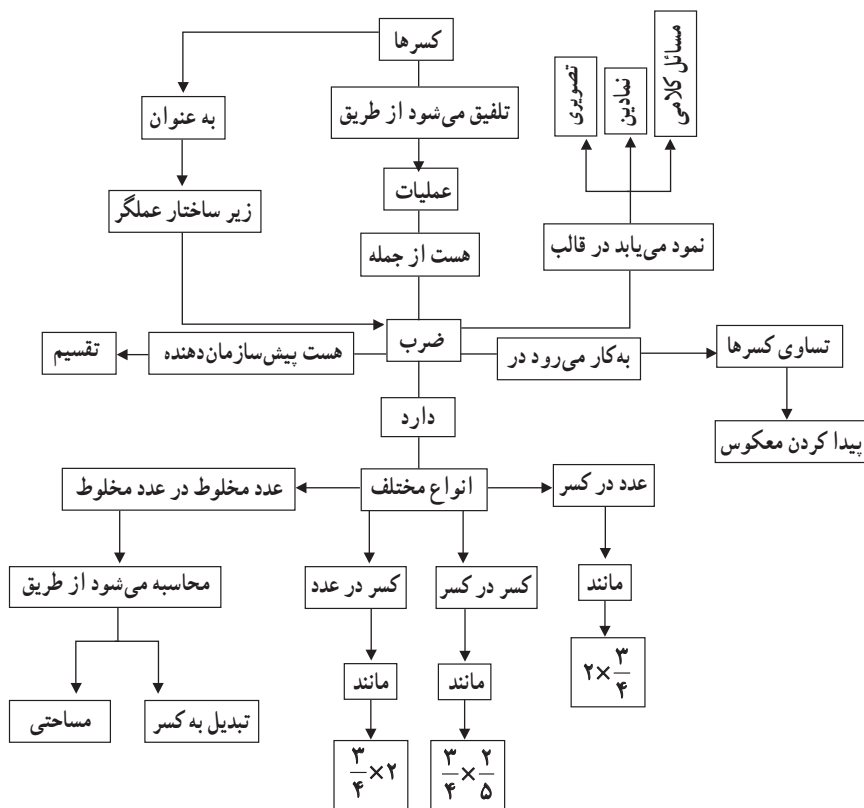 کسرها
مسائل کلامی
نمادین
تصویری
تلفیق می‌شود از طریق
به عنوان
عملیات
زیر ساختار عملگر
هست از جمله
نمود می‌یابد در قالب
ضرب
تساوی کسرها
به‌کار می‌رود در
هست پیش‌سازمان‌دهنده
تقسیم
دارد
پیدا کردن معکوس
عدد در کسر
انواع مختلف
عدد مخلوط در عدد مخلوط
مانند
کسر در کسر
کسر در عدد
محاسبه می‌شود از طریق
۲×۳/۴
مانند
مانند
تبدیل به کسر
مساحتی
۳/۴×۲/۵
۳/۴×۲